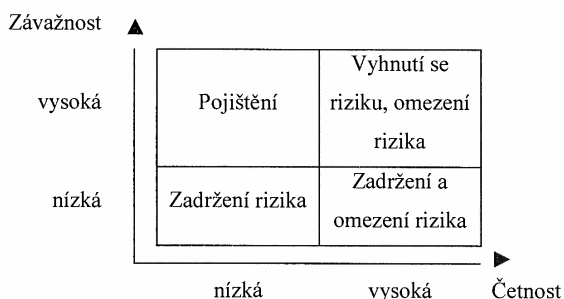 Závažnost
vysoká
Pojištění
Vyhnutí se
riziku, omezení
rizika
nízká
Zadržení rizika
Zadržení a
omezení rizika
nízká
vysoká
Četnost